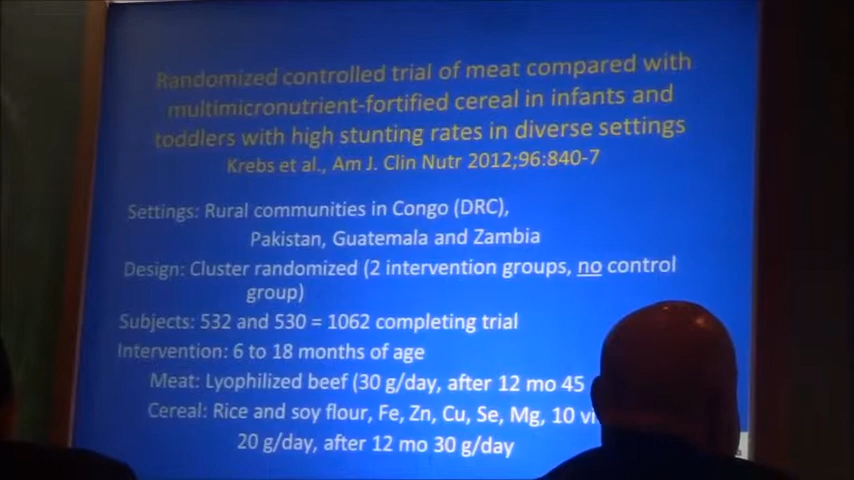 Randomized controlled trial of meat compared with
multimicronutrient-fortified cereal in infants and
toddlers with high stunting rates in diverse settings
Krebs et al., Am J. Clin Nutr 2012;96:840-7
Settings: Rural communities in Congo (DRC),
Pakistan, Guatemala and Zambia
Design: Cluster randomized (2 intervention groups, no control
group)
Subjects: 532 and 530 = 1062 completing trial
Intervention: 6 to 18 months of age
Meat: Lyophilized beef (30 g/day, after 12 mo 45
Cereal: Rice and soy flour, Fe, Zn, Cu, Se, Mg, 10
20 g/day, after 12 mo 30 g/day)